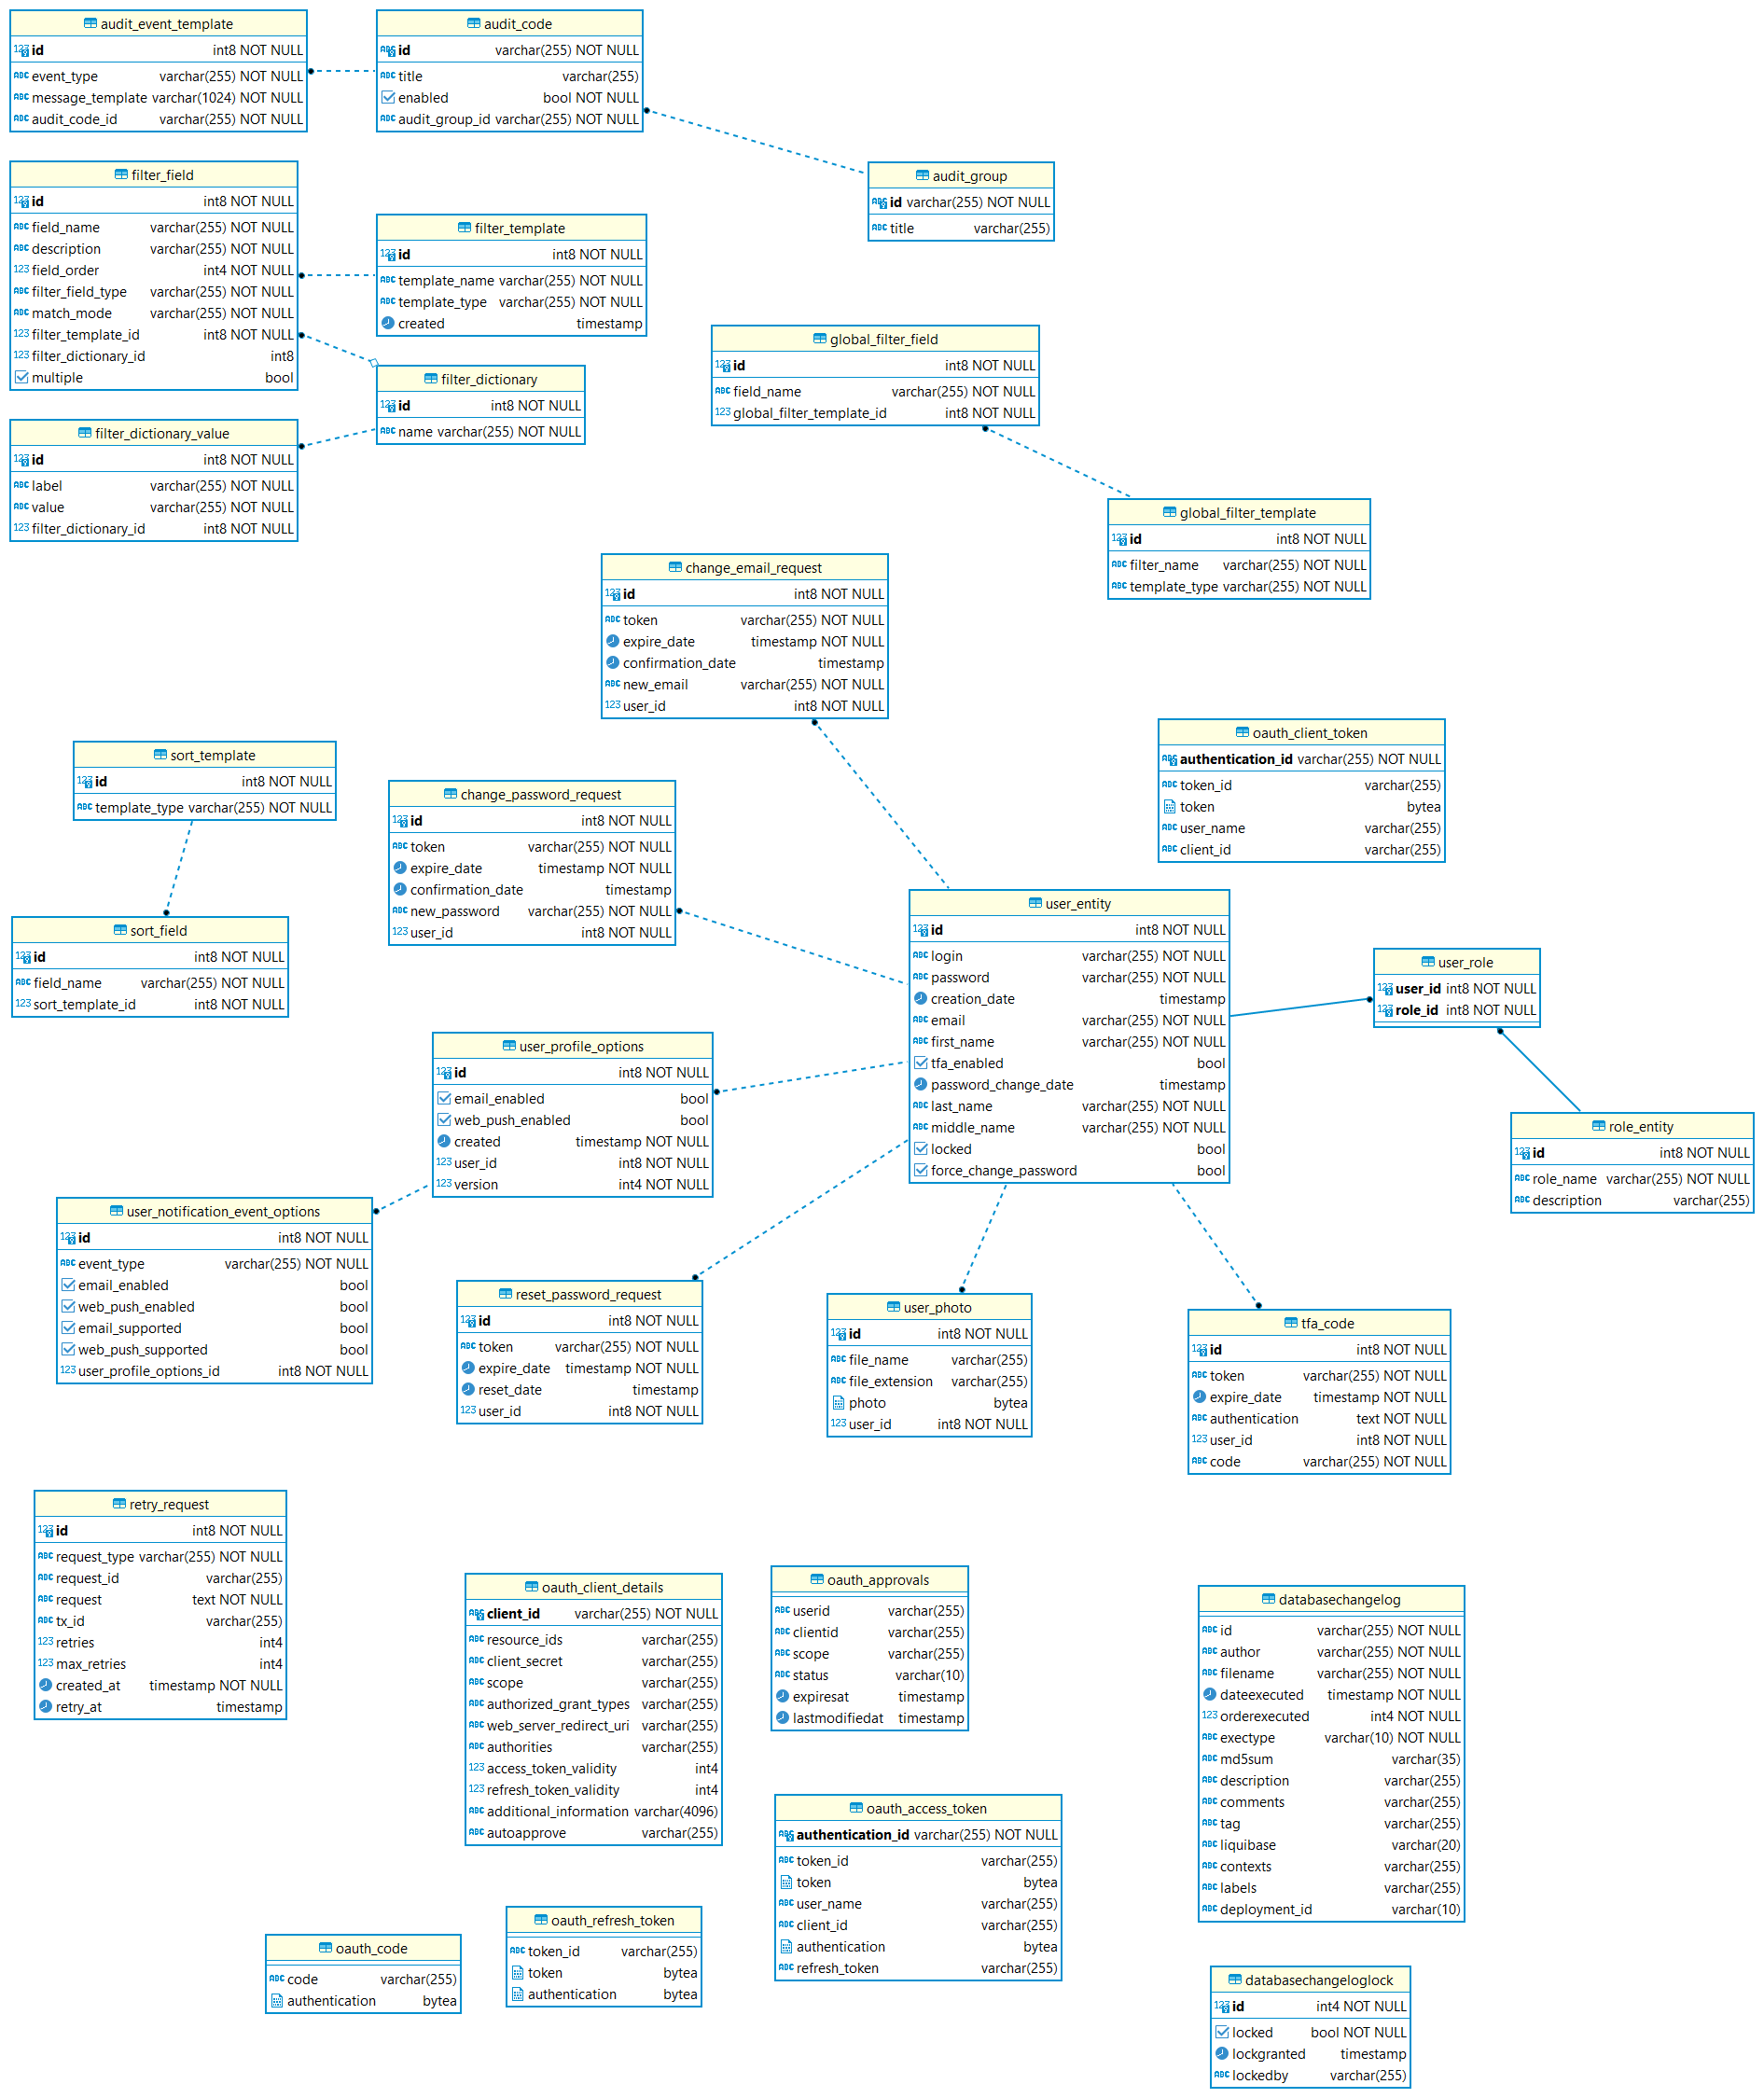 audit_event_template
id int8 NOT NULL
event_type varchar(255) NOT NULL
message_template varchar(1024) NOT NULL
audit_code_id varchar(255) NOT NULL
audit_code
id varchar(255) NOT NULL
title varchar(255)
enabled bool NOT NULL
audit_group_id varchar(255) NOT NULL
audit_group
id varchar(255) NOT NULL
title varchar(255)
filter_field
id int8 NOT NULL
field_name varchar(255) NOT NULL
description varchar(255) NOT NULL
field_order int4 NOT NULL
filter_field_type varchar(255) NOT NULL
match_mode varchar(255) NOT NULL
filter_template_id int8 NOT NULL
filter_dictionary_id int8
multiple bool
filter_template
id int8 NOT NULL
template_name varchar(255) NOT NULL
template_type varchar(255) NOT NULL
created timestamp
filter_dictionary
id int8 NOT NULL
name varchar(255) NOT NULL
global_filter_field
id int8 NOT NULL
field_name varchar(255) NOT NULL
global_filter_template_id int8 NOT NULL
filter_dictionary_value
id int8 NOT NULL
label varchar(255) NOT NULL
value varchar(255) NOT NULL
filter_dictionary_id int8 NOT NULL
global_filter_template
id int8 NOT NULL
filter_name varchar(255) NOT NULL
template_type varchar(255) NOT NULL
change_email_request
id int8 NOT NULL
token varchar(255) NOT NULL
expire_date timestamp NOT NULL
confirmation_date timestamp
new_email varchar(255) NOT NULL
user_id int8 NOT NULL
oauth_client_token
authentication_id varchar(255) NOT NULL
token_id varchar(255)
token bytea
user_name varchar(255)
client_id varchar(255)
sort_template
id int8 NOT NULL
template_type varchar(255) NOT NULL
change_password_request
id int8 NOT NULL
token varchar(255) NOT NULL
expire_date timestamp NOT NULL
confirmation_date timestamp
new_password varchar(255) NOT NULL
user_id int8 NOT NULL
sort_field
id int8 NOT NULL
field_name varchar(255) NOT NULL
sort_template_id int8 NOT NULL
user_entity
id int8 NOT NULL
login varchar(255) NOT NULL
password varchar(255) NOT NULL
creation_date timestamp
email varchar(255) NOT NULL
first_name varchar(255) NOT NULL
tfa_enabled bool
password_change_date timestamp
last_name varchar(255) NOT NULL
middle_name varchar(255) NOT NULL
locked bool
force_change_password bool
user_role
user_id int8 NOT NULL
role_id int8 NOT NULL
role_entity
id int8 NOT NULL
role_name varchar(255) NOT NULL
description varchar(255)
user_profile_options
id int8 NOT NULL
email_enabled bool
web_push_enabled bool
created timestamp NOT NULL
user_id int8 NOT NULL
version int4 NOT NULL
user_notification_event_options
id int8 NOT NULL
event_type varchar(255) NOT NULL
email_enabled bool
web_push_enabled bool
email_supported bool
web_push_supported bool
user_profile_options_id int8 NOT NULL
reset_password_request
id int8 NOT NULL
token varchar(255) NOT NULL
expire_date timestamp NOT NULL
reset_date timestamp
user_id int8 NOT NULL
user_photo
id int8 NOT NULL
file_name varchar(255)
file_extension varchar(255)
photo bytea
user_id int8 NOT NULL
tfa_code
id int8 NOT NULL
token varchar(255) NOT NULL
expire_date timestamp NOT NULL
authentication text NOT NULL
user_id int8 NOT NULL
code varchar(255) NOT NULL
retry_request
id int8 NOT NULL
request_type varchar(255) NOT NULL
request_id varchar(255)
request text NOT NULL
tx_id varchar(255)
retries int4
max_retries int4
created_at timestamp NOT NULL
retry_at timestamp
oauth_client_details
client_id varchar(255) NOT NULL
resource_ids varchar(255)
client_secret varchar(255)
scope varchar(255)
authorized_grant_types varchar(255)
web_server_redirect_uri varchar(255)
authorities varchar(255)
access_token_validity int4
refresh_token_validity int4
additional_information varchar(4096)
autoapprove varchar(255)
oauth_approvals
userid varchar(255)
clientid varchar(255)
scope varchar(255)
status varchar(10)
expiresat timestamp
lastmodifiedat timestamp
databasechangelog
id varchar(255) NOT NULL
author varchar(255) NOT NULL
filename varchar(255) NOT NULL
dateexecuted timestamp NOT NULL
orderexecuted int4 NOT NULL
exectype varchar(10) NOT NULL
md5sum varchar(35)
description varchar(255)
comments varchar(255)
tag varchar(255)
liquibase varchar(20)
contexts varchar(255)
labels varchar(255)
deployment_id varchar(10)
oauth_access_token
authentication_id varchar(255) NOT NULL
token_id varchar(255)
token bytea
user_name varchar(255)
client_id varchar(255)
authentication bytea
refresh_token varchar(255)
oauth_refresh_token
token_id varchar(255)
token bytea
authentication bytea
oauth_code
code varchar(255)
authentication bytea
databasechangeloglock
id int4 NOT NULL
locked bool NOT NULL
lockgranted timestamp
lockedby varchar(255)